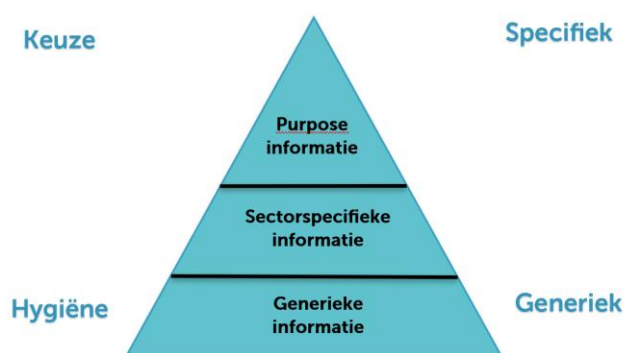 Keuze
Specifiek
Purpose
informatie
Sectorspecifieke
informatie
Hygiëne
Generieke
informatie
Generiek